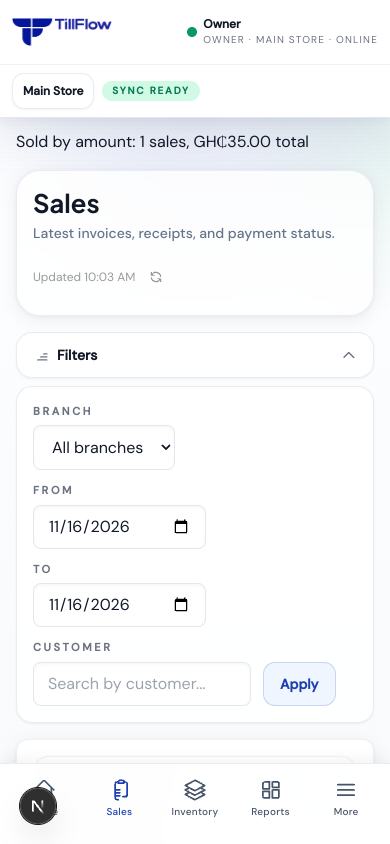 TillFlow
Owner
OWNER · MAIN STORE · ONLINE
Main Store
SYNC READY
Sold by amount: 1 sales, GH₵35.00 total
Sales
Latest invoices, receipts, and payment status.
Updated 10:03 AM
Filters
BRANCH
All branches
FROM
11/16/2026
TO
11/16/2026
CUSTOMER
Search by customer...
Apply
N
Sales
Inventory
Reports
More